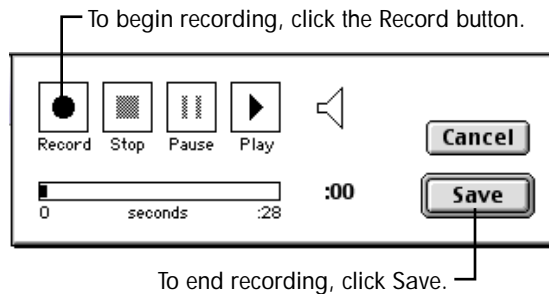 To begin recording, click the Record button.
Record Stop Pause Play
Cancel
:00
Save
0 seconds :28
To end recording, click Save.